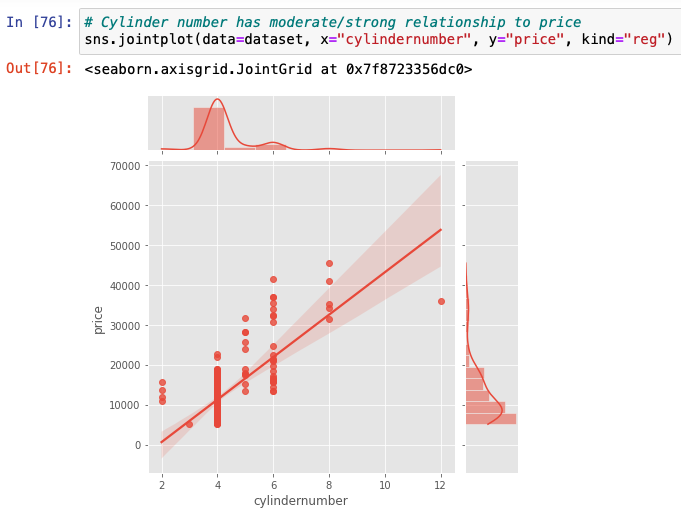 In [76]: # Cylinder number has moderate/strong relationship to price
sns.jointplot(data=dataset, x="cylindernumber", y="price", kind="reg")
Out[76]: <seaborn.axisgrid.JointGrid at 0x7f8723356dc0>
70000
60000
50000
40000
30000
20000
10000
0
price
2 4 6 8 10 12
cylindernumber